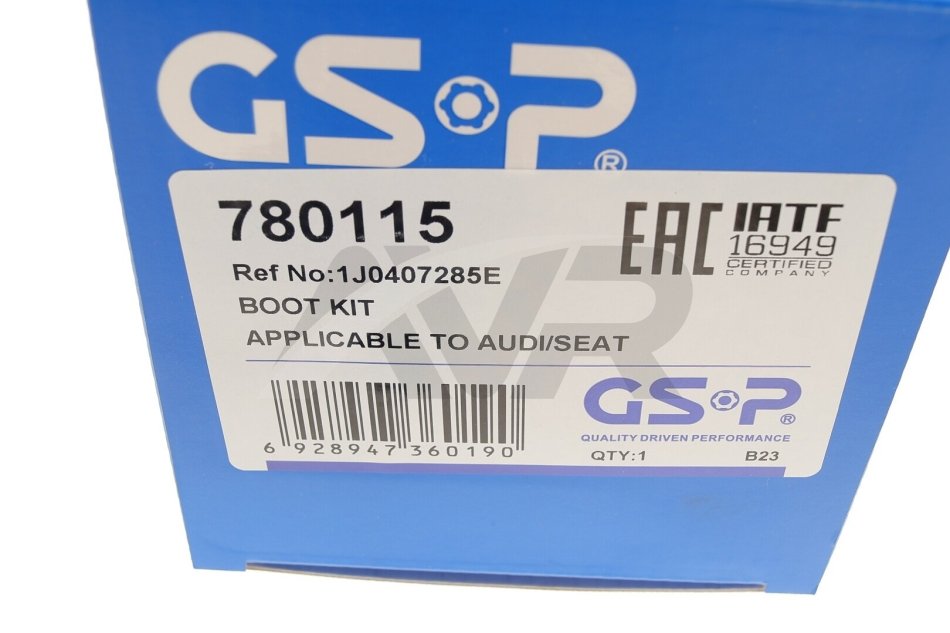 GS P®
780115
EAC IATF
16949
CERTIFIED
COMPANY
Ref No:1J0407285E
BOOT KIT
APPLICABLE TO AUDI/SEAT
IVR
GS P®
QUALITY DRIVEN PERFORMANCE
6 928947 360190
QTY:1 B23